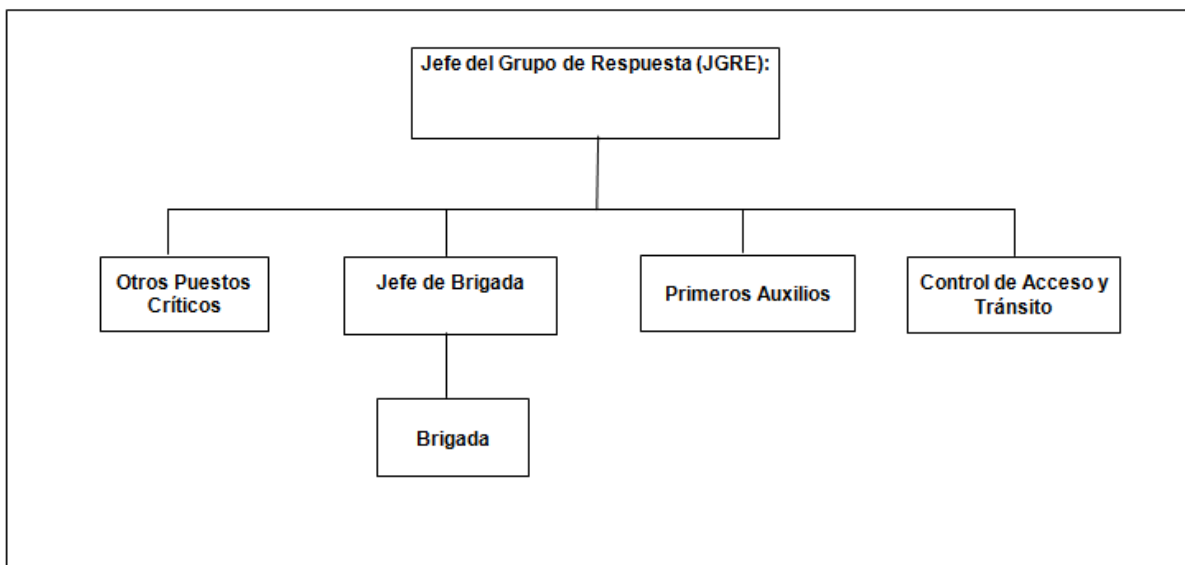 Jefe del Grupo de Respuesta (JGRE):
Otros Puestos
Críticos
Jefe de Brigada
Primeros Auxilios
Control de Acceso y
Tránsito
Brigada